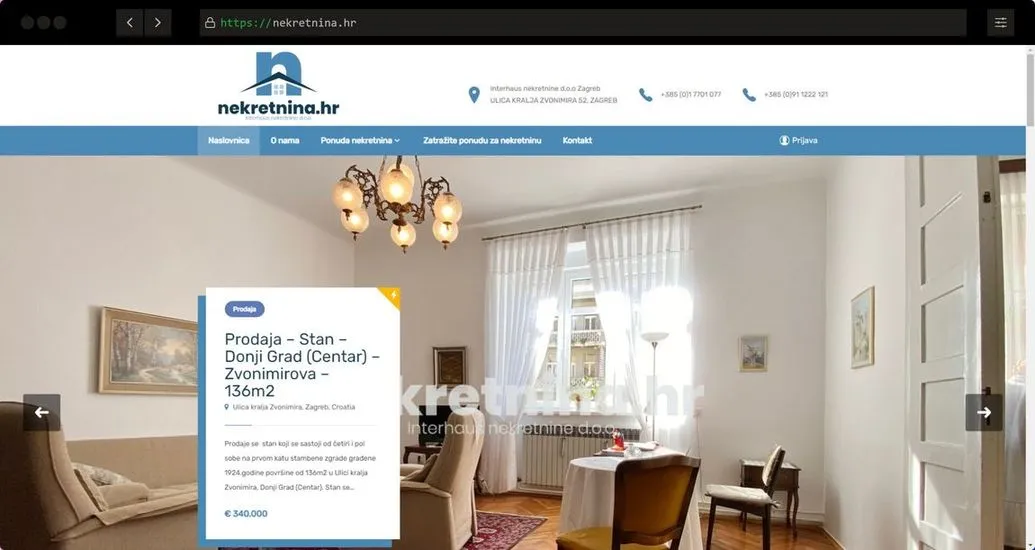 https://nekretnina.hr
n
nekretnina.hr
interhaus nekretnine d.o.o.
Interhaus nekretnine d.o.o Zagreb
ULICA KRALJA ZVONIMIRA 52, ZAGREB
+385 (0)1 7701 077
+385 (0)91 1222 121
Naslovnica O nama Ponuda nekretnina Zatražite ponudu za nekretninu Kontakt Prijava
Prodaja
Prodaja – Stan –
Donji Grad (Centar) –
Zvonimirova –
136m2
Ulica kralja Zvonimira, Zagreb, Croatia
Prodaje se stan koji se sastoji od četiri i pol
sobe na prvom katu stambene zgrade građene
1924.godine površine od 136m2 u Ulici kralja
Zvonimira, Donji Grad (Centar). Stan se...
€ 340,000
kretnina.hr
Interhaus nekretnine d.o.o.